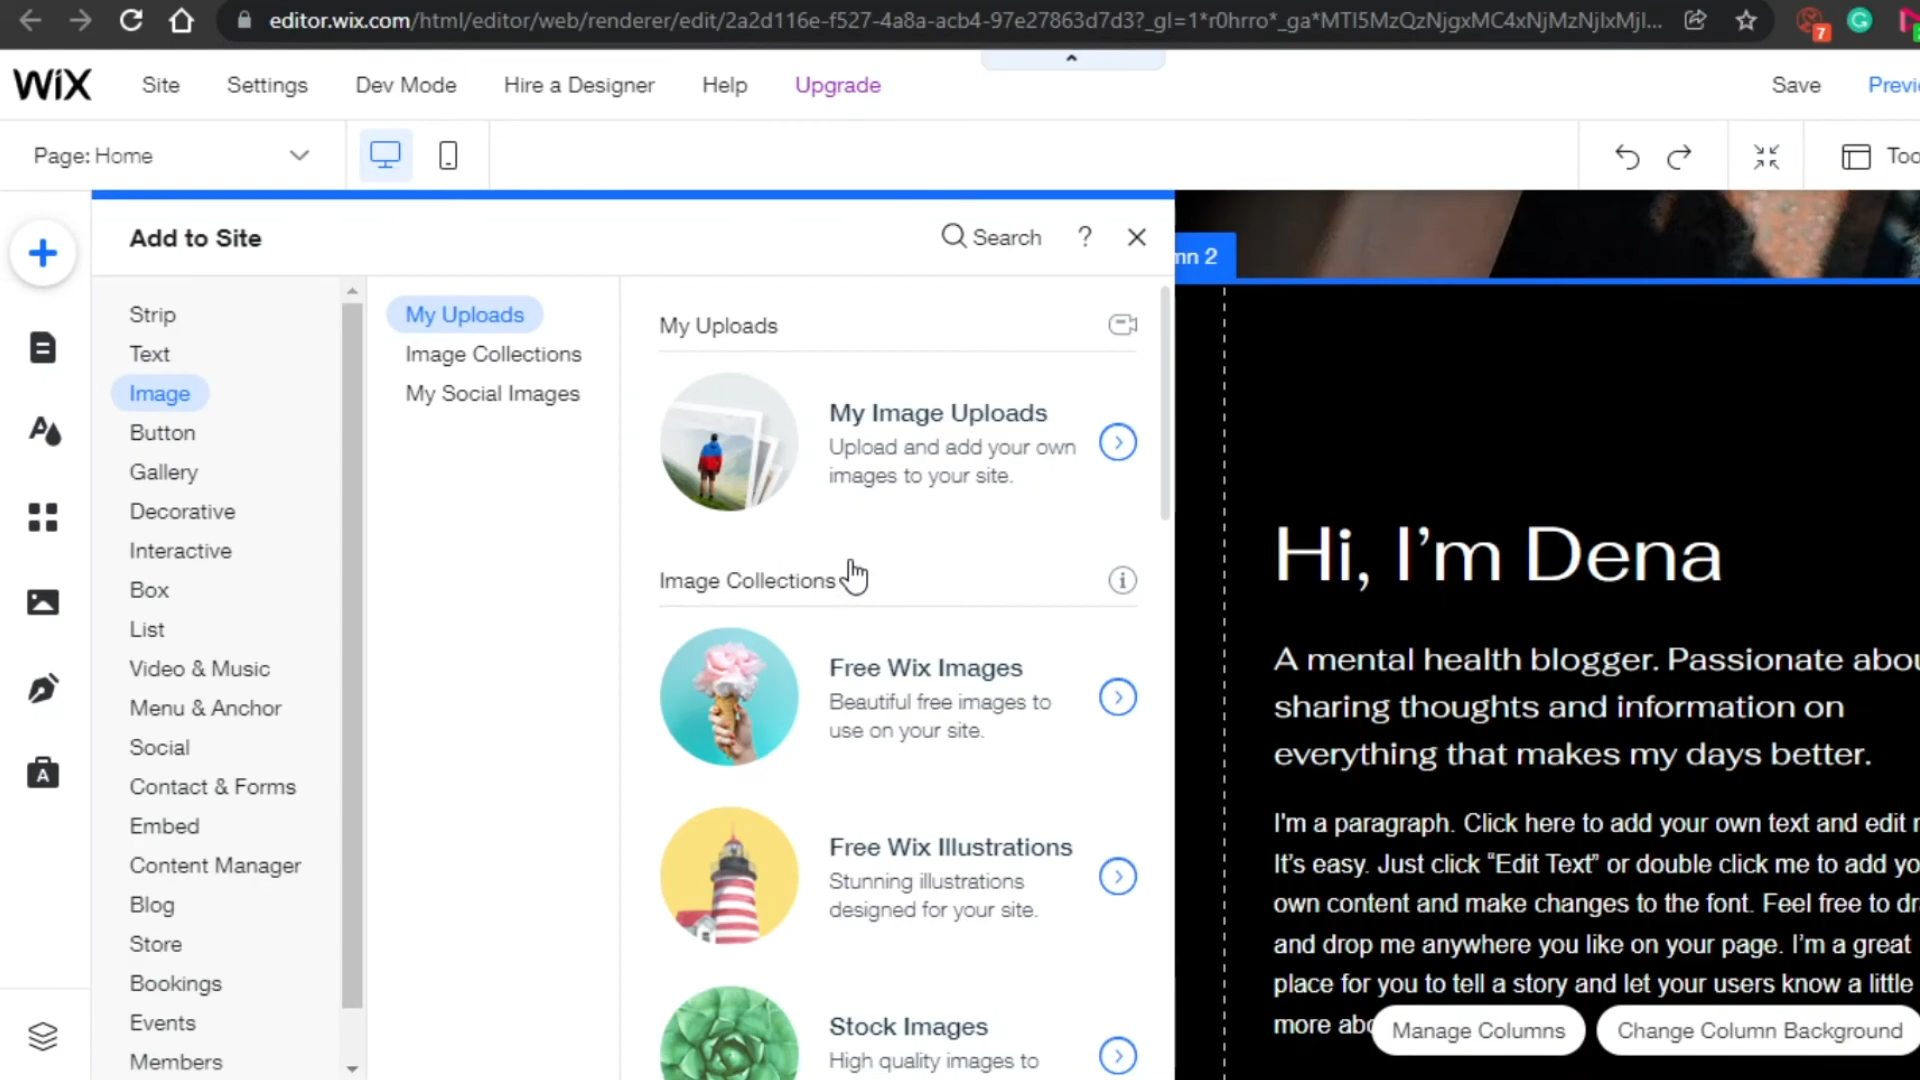 editor.wix.com/html/editor/web/renderer/edit/2a2d116e-f527-4a8a-acb4-97e27863d7d3?_gl=1*r0hrro*_ga*MTI5MzQzNjgxMC4xNjMzNjIxMjI...
7
WiX
Site
Settings
Dev Mode
Hire a Designer
Help
Upgrade
Save
Previe
Page: Home
Too
Add to Site
Search
?
mn 2
Strip
Text
Image
Button
Gallery
Decorative
Interactive
Box
List
Video & Music
Menu & Anchor
Social
Contact & Forms
Embed
Content Manager
Blog
Store
Bookings
Events
Members
My Uploads
Image Collections
My Social Images
My Uploads
My Image Uploads
Upload and add your own
images to your site.
Image Collections
Free Wix Images
Beautiful free images to
use on your site.
Free Wix Illustrations
Stunning illustrations
designed for your site.
Stock Images
High quality images to
Hi, I’m Dena
A mental health blogger. Passionate abou
sharing thoughts and information on
everything that makes my days better.
I'm a paragraph. Click here to add your own text and edit m
It’s easy. Just click “Edit Text” or double click me to add yo
own content and make changes to the font. Feel free to dra
and drop me anywhere you like on your page. I’m a great
place for you to tell a story and let your users know a little
more abo
Manage Columns
Change Column Background